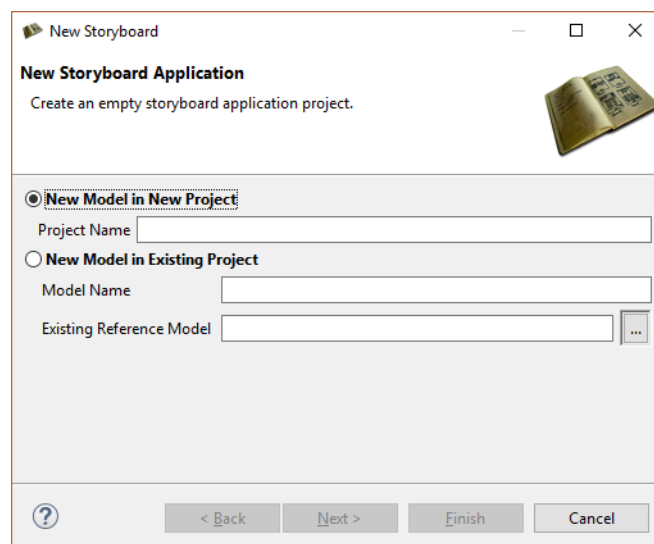 New Storyboard
New Storyboard Application
Create an empty storyboard application project.
New Model in New Project
Project Name
New Model in Existing Project
Model Name
Existing Reference Model
...
< Back
Next >
Finish
Cancel